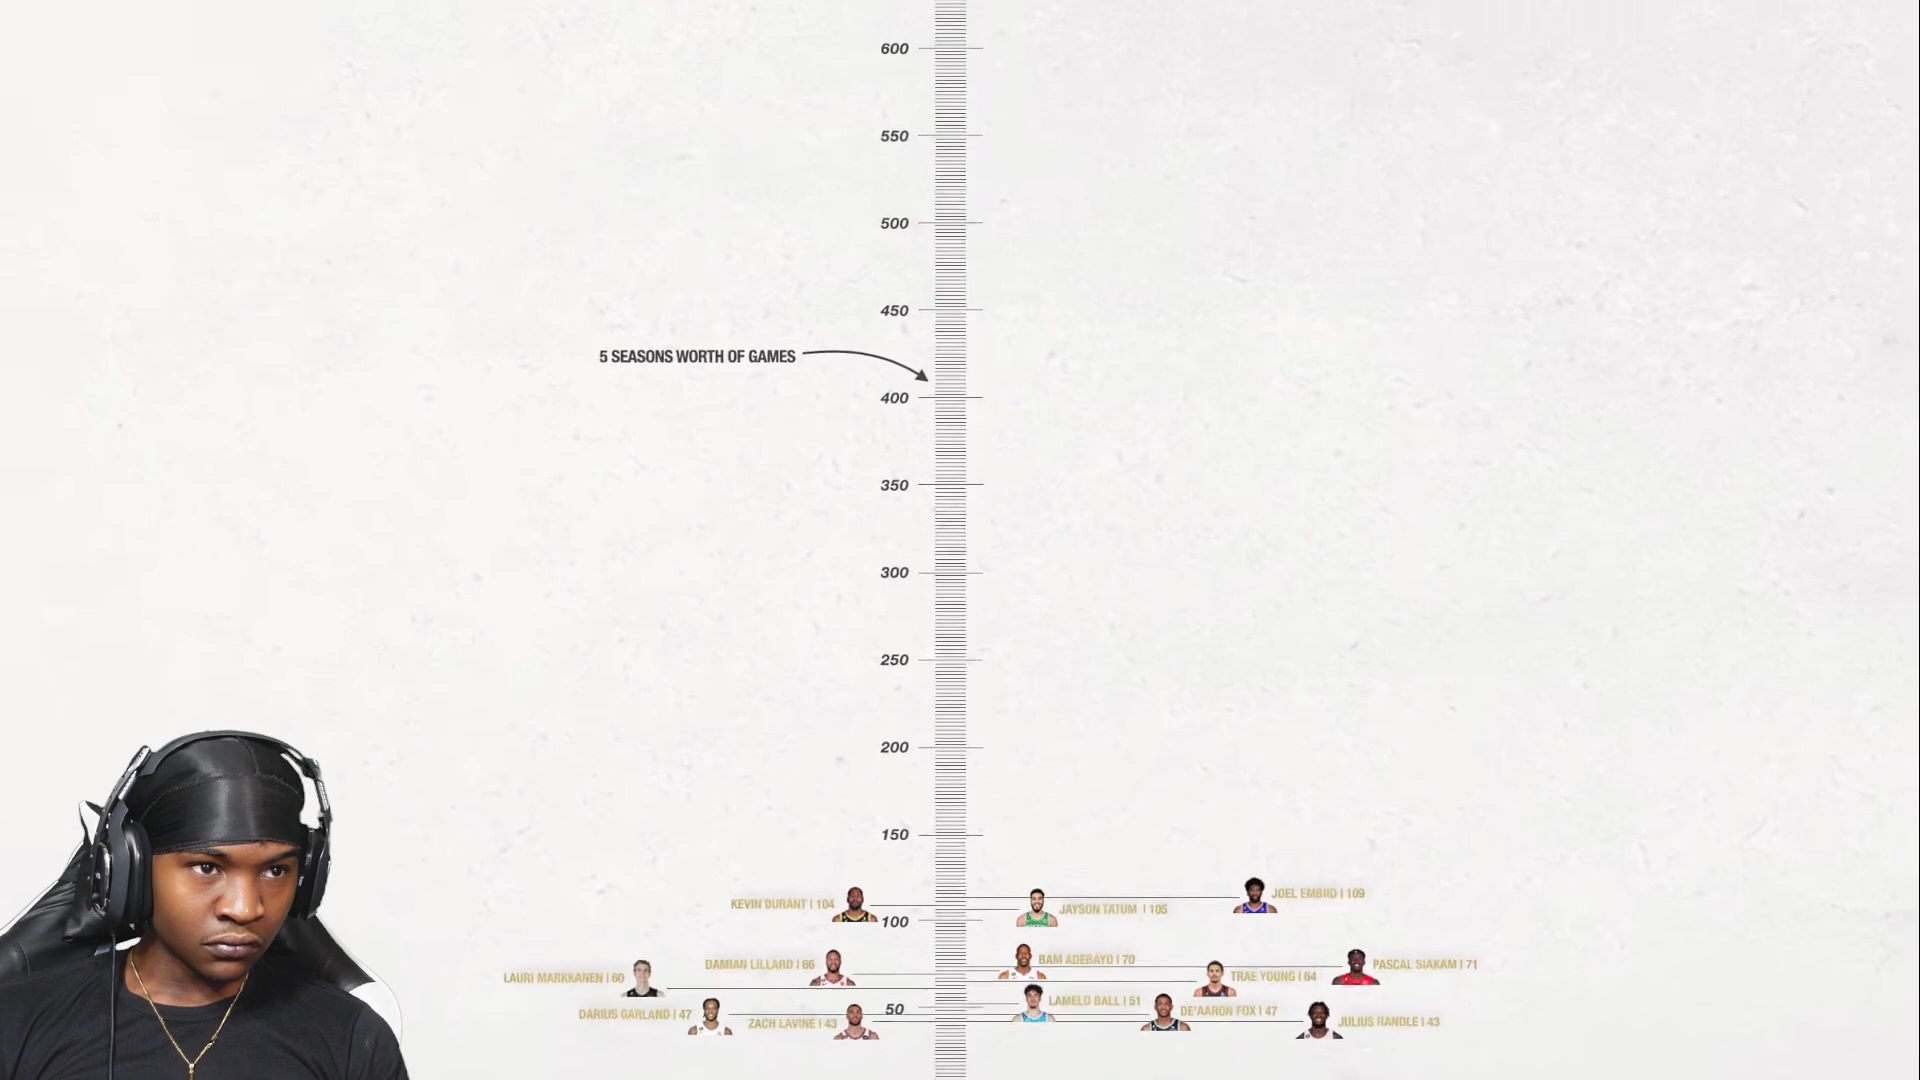 600
550
500
450
5 SEASONS WORTH OF GAMES
400
350
300
250
200
150
JOEL EMBIID | 109
KEVIN DURANT | 104
JAYSON TATUM | 105
100
BAM ADEBAYO | 70
DAMIAN LILLARD | 66
PASCAL SIAKAM | 71
LAURI MARKKANEN | 60
TRAE YOUNG | 64
LAMELO BALL | 51
50
DE'AARON FOX | 47
DARIUS GARLAND | 47
ZACH LAVINE | 43
JULIUS RANDLE | 43